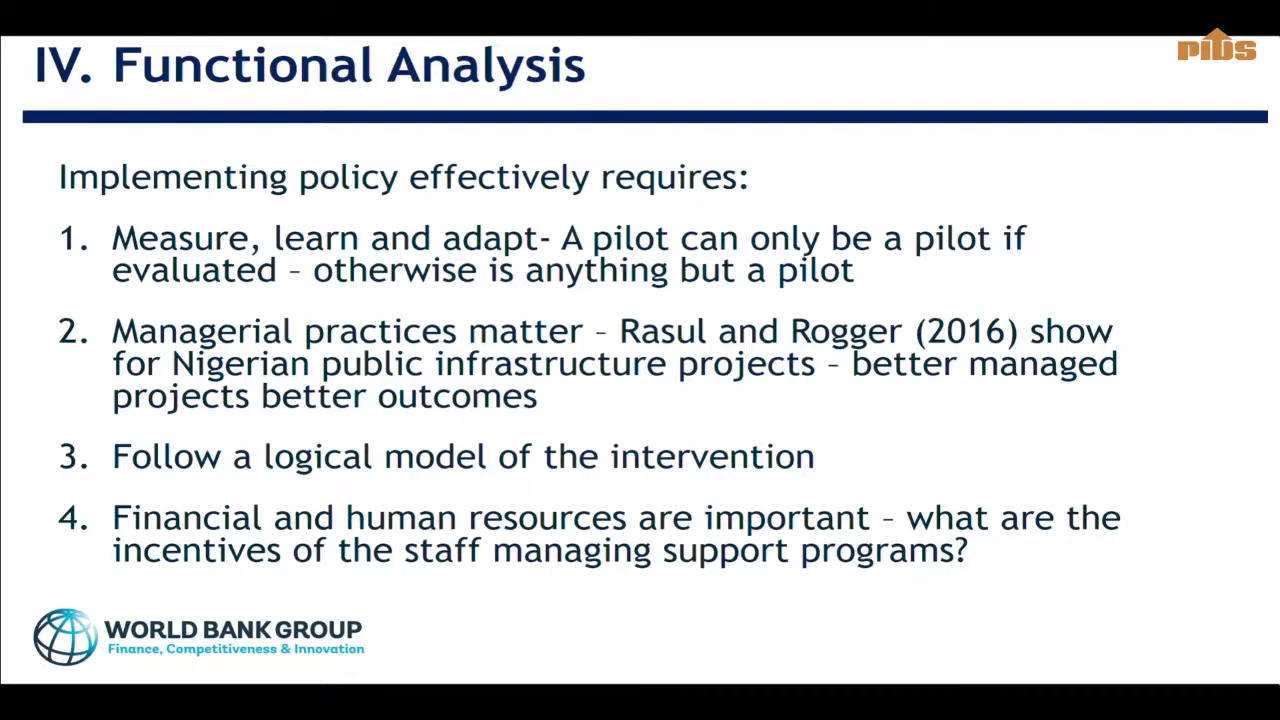 IV. Functional Analysis
PIDS
Implementing policy effectively requires:
1. Measure, learn and adapt- A pilot can only be a pilot if
evaluated – otherwise is anything but a pilot
2. Managerial practices matter – Rasul and Rogger (2016) show
for Nigerian public infrastructure projects – better managed
projects better outcomes
3. Follow a logical model of the intervention
4. Financial and human resources are important – what are the
incentives of the staff managing support programs?
WORLD BANK GROUP
Finance, Competitiveness & Innovation